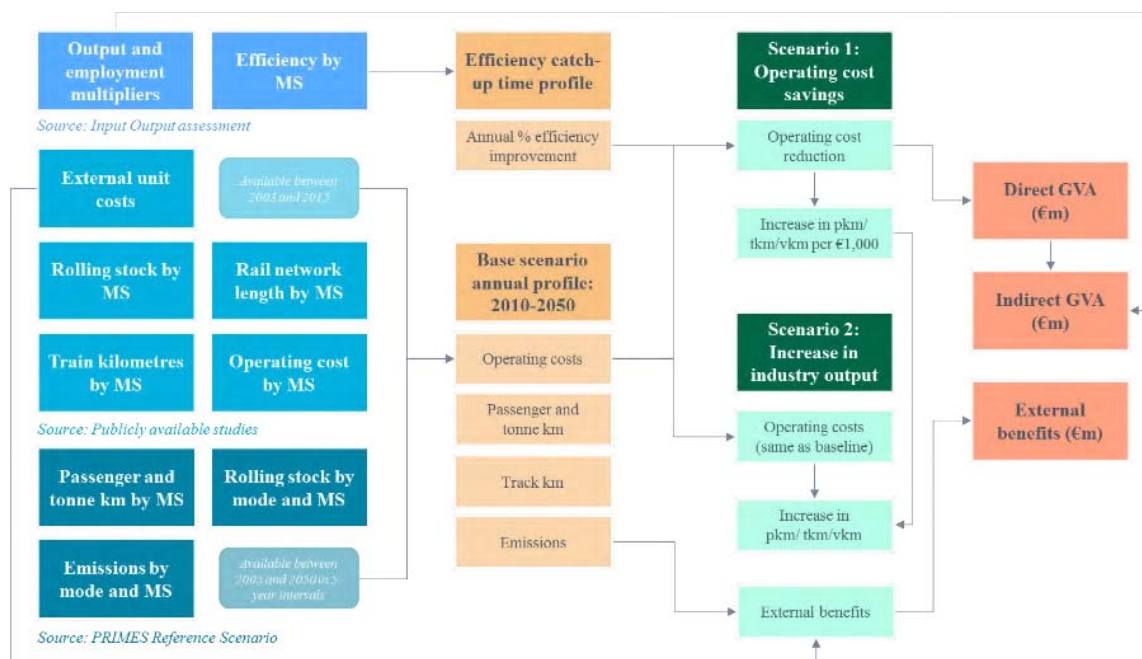 Output and
employment
multipliers
Efficiency by
MS
Source: Input Output assessment
External unit
costs
Available between
2003 and 2015
Rolling stock by
MS
Rail network
length by MS
Train kilometres
by MS
Operating cost
by MS
Source: Publicly available studies
Passenger and
tonne km by MS
Rolling stock by
mode and MS
Emissions by
mode and MS
Available between
year intervals
Source: PRIMES Reference Scenario
Efficiency catch-
up time profile
Annual % efficiency
improvement
Base scenario
annual profile:
2010-2050
Operating costs
Passenger and
tonne km
Track km
Emissions
Scenario 1:
Operating cost
savings
Operating cost
reduction
Increase in pkm/
tkm/vkm per €1,000
Scenario 2:
Increase in
industry output
Operating costs
(same as baseline)
Increase in
pkm/ tkm/vkm
External benefits
Direct GVA
(€m)
Indirect GVA
(€m)
External
benefits (€m)